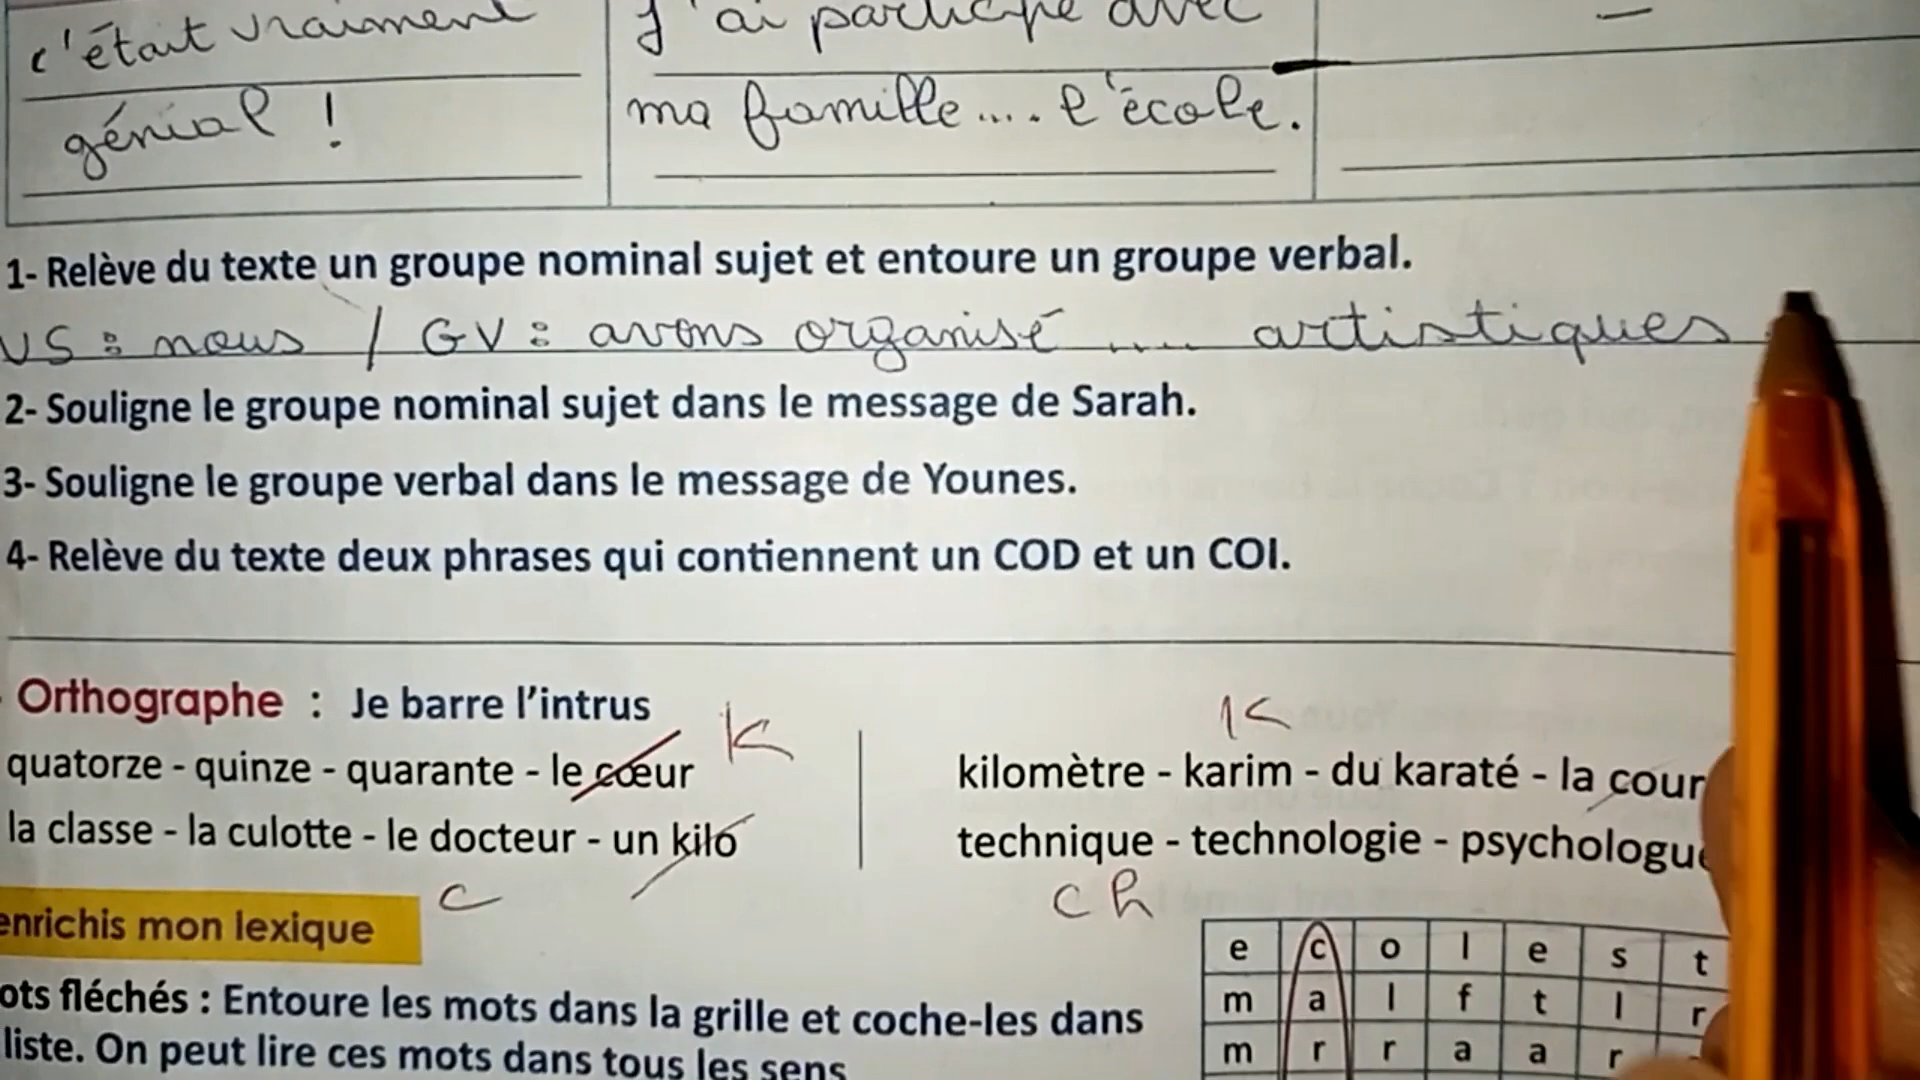 c'était vraiment
génial !
J'ai participé avec
ma famille .... l'école.
1- Relève du texte un groupe nominal sujet et entoure un groupe verbal.
: nous / GV : avons organisé .... artistiques
2- Souligne le groupe nominal sujet dans le message de Sarah.
3- Souligne le groupe verbal dans le message de Younes.
4- Relève du texte deux phrases qui contiennent un COD et un COI.
Orthographe : Je barre l'intrus
K
quatorze - quinze - quarante - le cœur
la classe - la culotte - le docteur - un kilo
c
K
kilomètre - karim - du karaté - la cour
technique - technologie - psychologu
ch
enrichis mon lexique
ots fléchés : Entoure les mots dans la grille et coche-les dans
liste. On peut lire ces mots dans tous les sens
e c o l e s t
m a l f t l r
m r r a a r